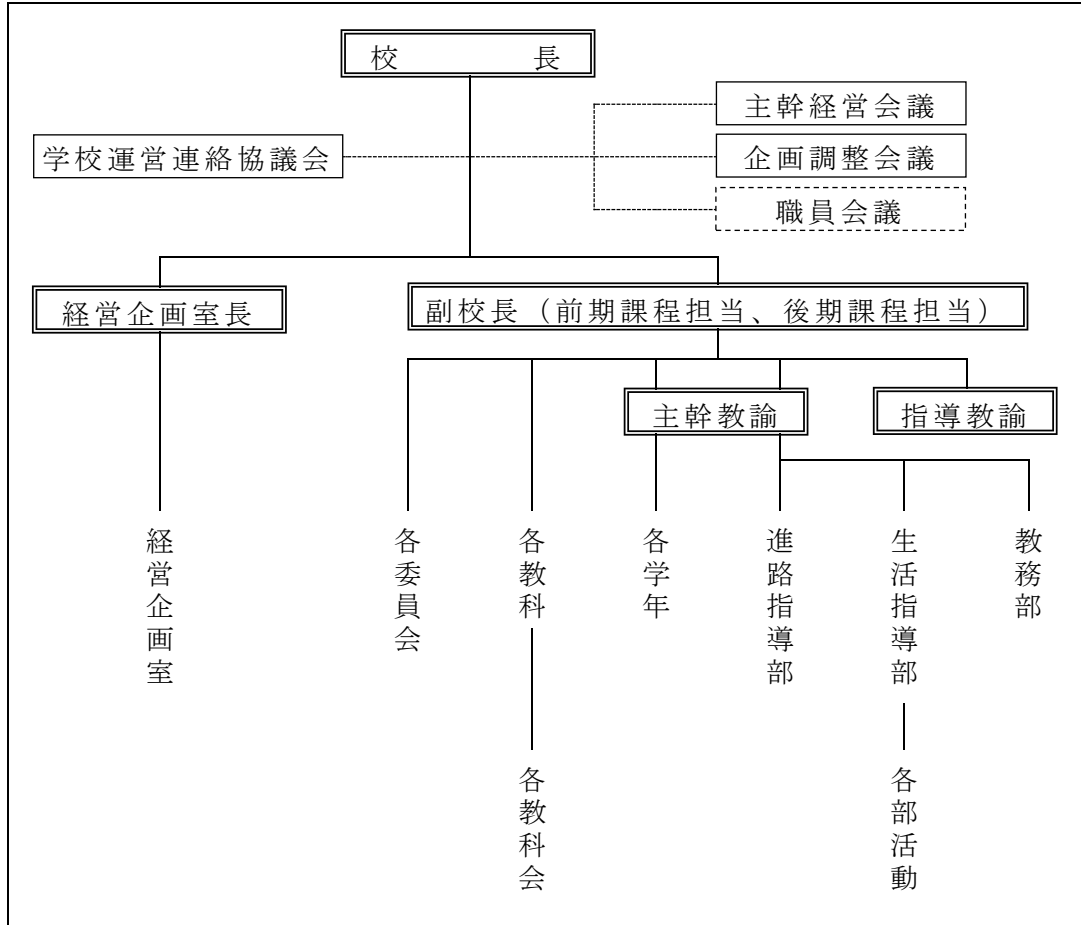 校　　　　長
主幹経営会議
学校運営連絡協議会
企画調整会議
職員会議
経営企画室長
副校長（前期課程担当、後期課程担当）
主幹教諭
指導教諭
経営企画室
各委員会
各教科
各学年
進路指導部
生活指導部
教務部
各教科会
各部活動